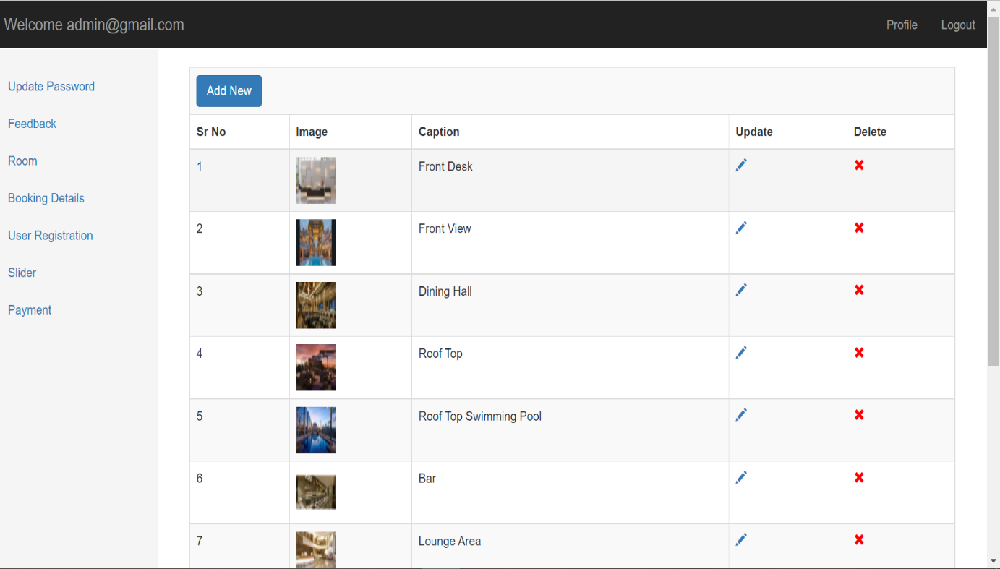 Welcome admin@gmail.com Profile Logout
Update Password
Feedback
Room
Booking Details
User Registration
Slider
Payment
Add New
Sr No Image Caption Update Delete
1 Front Desk
2 Front View
3 Dining Hall
4 Roof Top
5 Roof Top Swimming Pool
6 Bar
7 Lounge Area